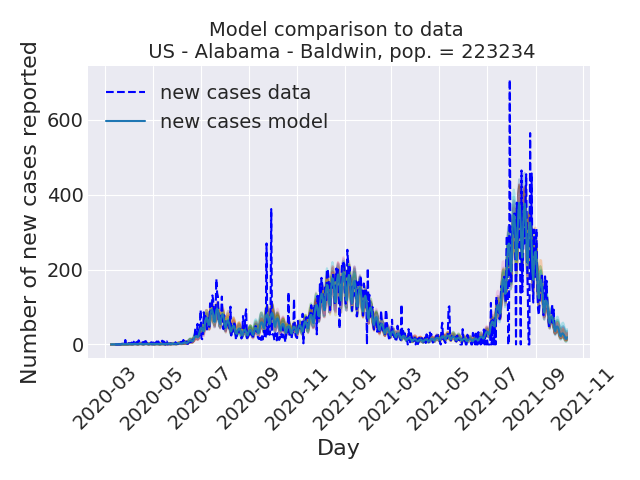 Model comparison to data
US - Alabama - Baldwin, pop. = 223234
Number of new cases reported
600
400
200
0
new cases data
new cases model
2020-03
2020-05
2020-07
2020-09
2020-11
2021-01
2021-03
2021-05
2021-07
2021-09
2021-11
Day